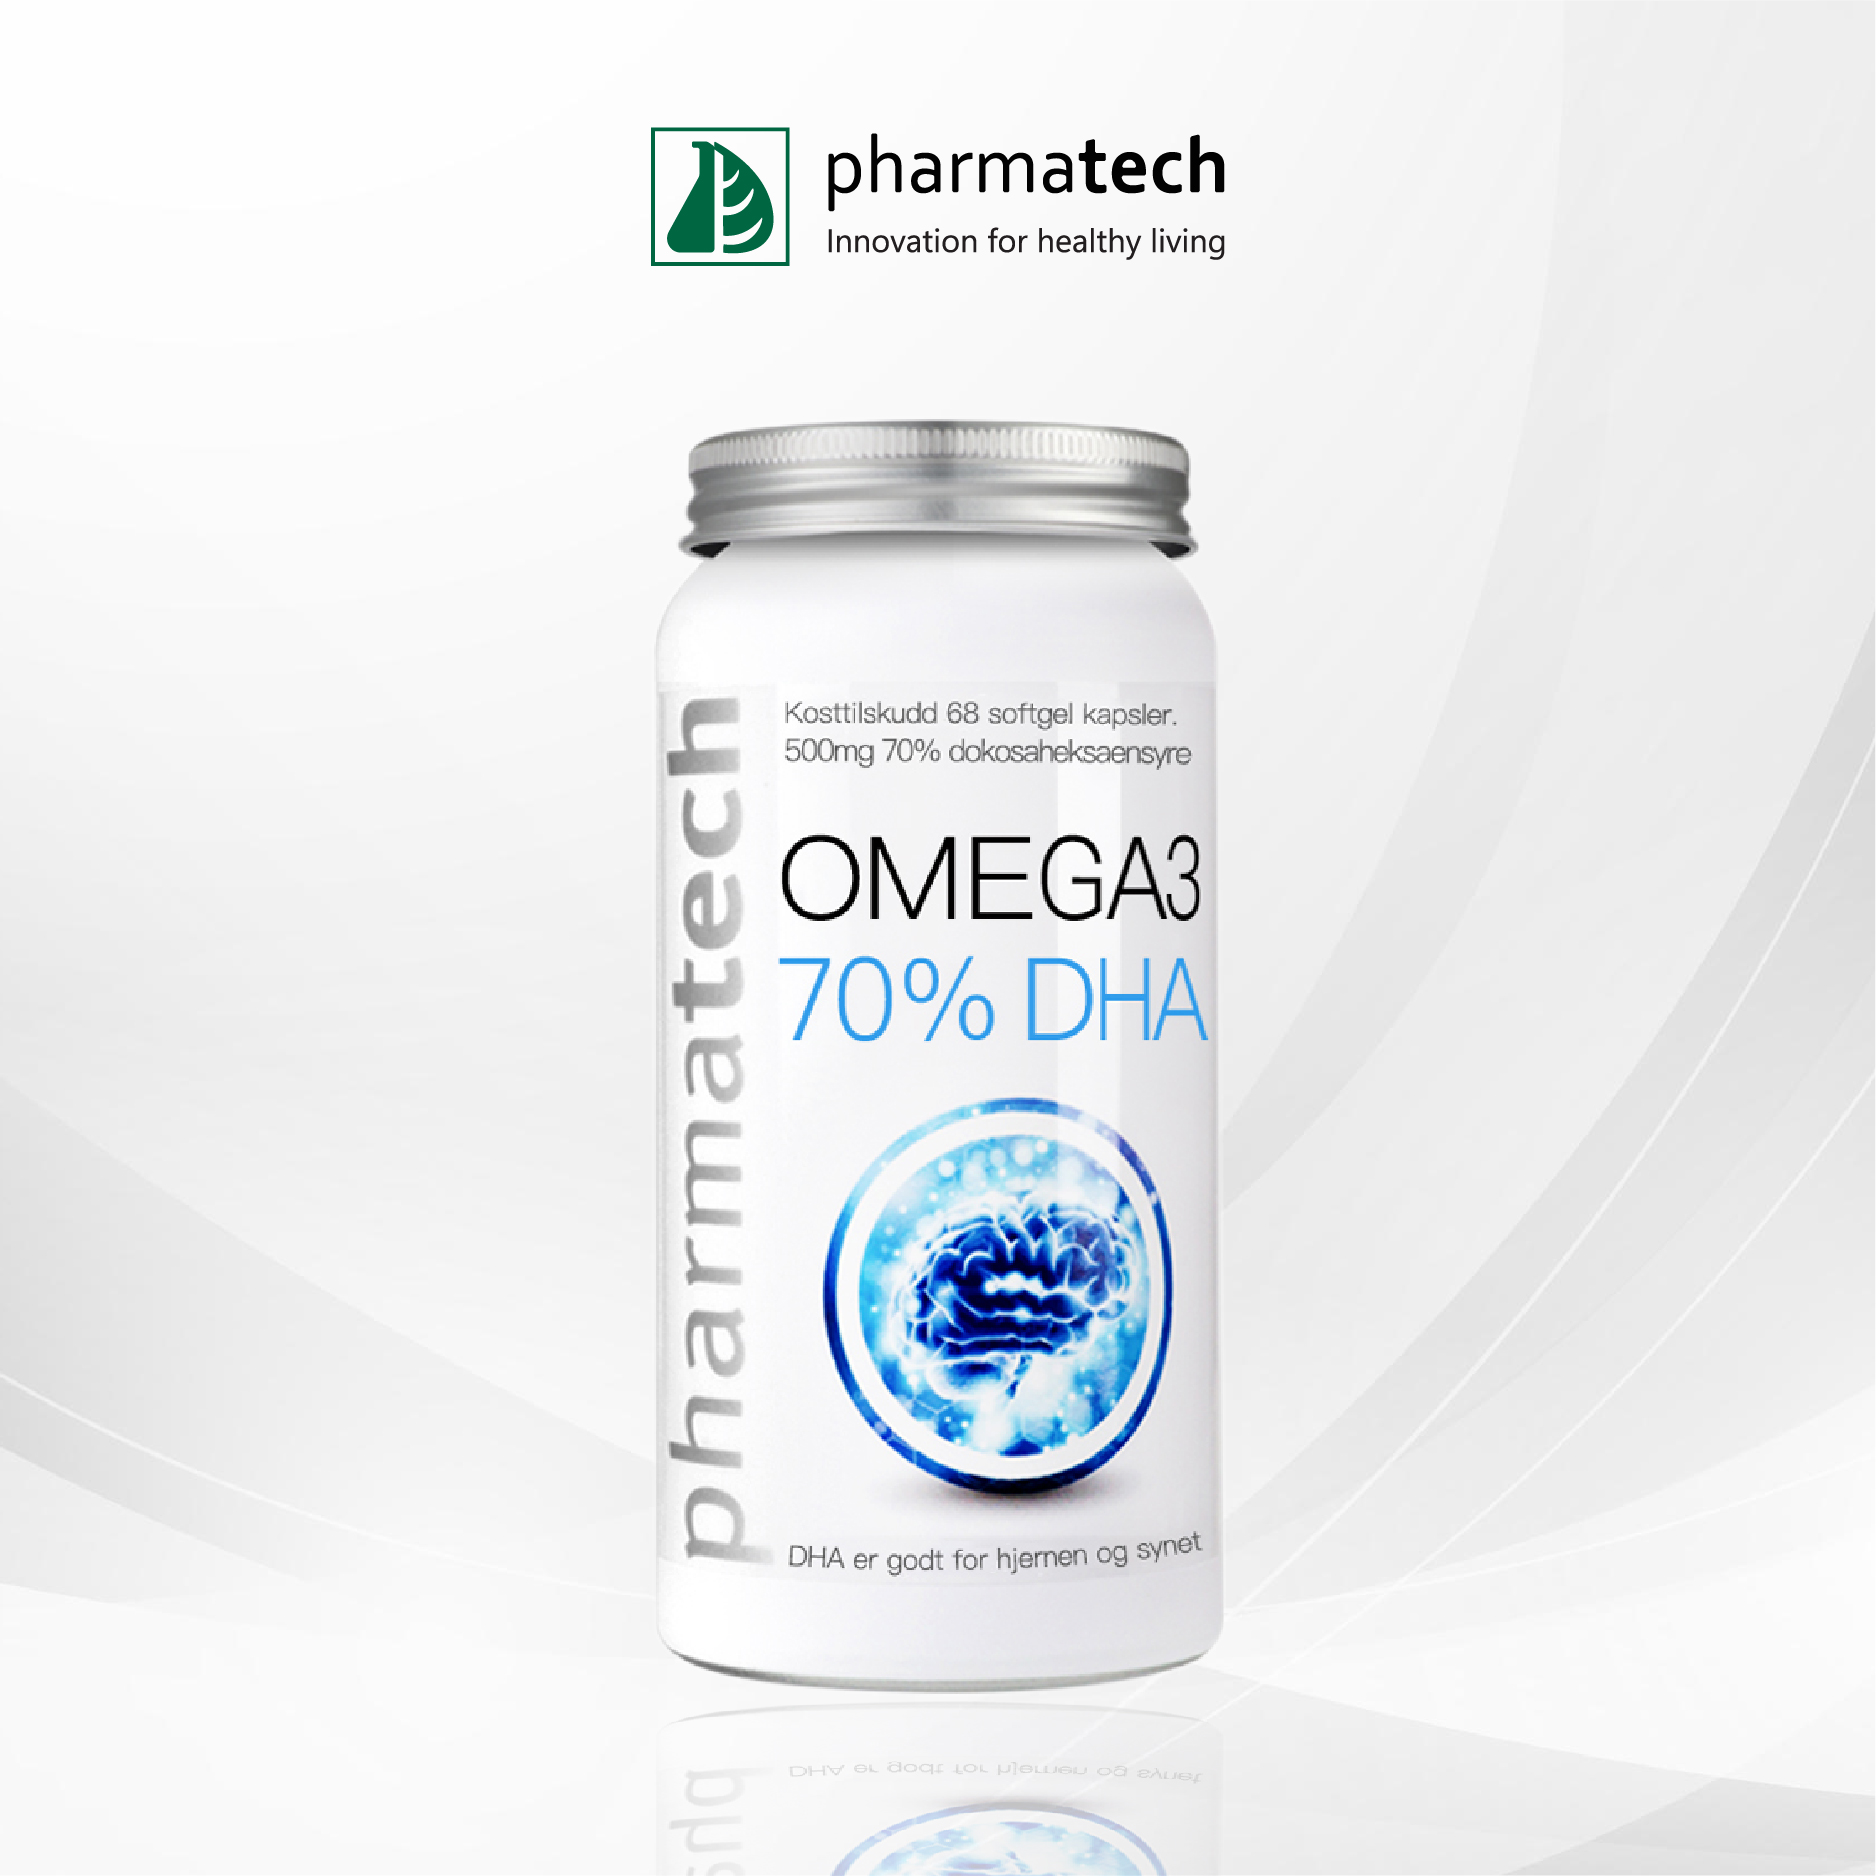 pharmatech
Innovation for healthy living
pharmatech
Kosttilskudd 68 softgel kapsler.
500mg 70% dokosaheksaensyre
OMEGA3
70% DHA
DHA er godt for hjernen og synet